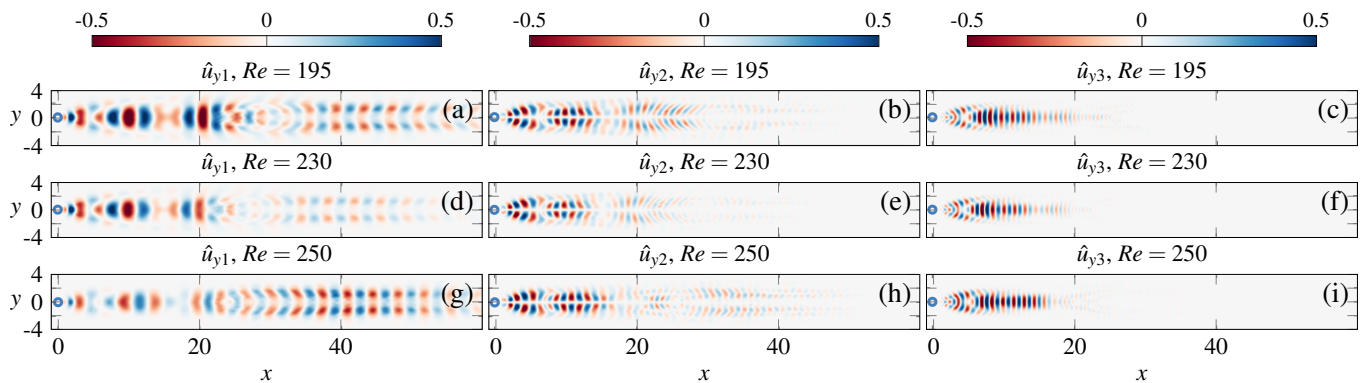 -0.5 0 0.5 -0.5 0 0.5 -0.5 0 0.5
ûy1, Re = 195 ûy2, Re = 195 ûy3, Re = 195
4
y 0
-4
(a) (b) (c)
ûy1, Re = 230 ûy2, Re = 230 ûy3, Re = 230
4
y 0
-4
(d) (e) (f)
ûy1, Re = 250 ûy2, Re = 250 ûy3, Re = 250
4
y 0
-4
(g) (h) (i)
0 20 40 0 20 40 0 20 40
x x x